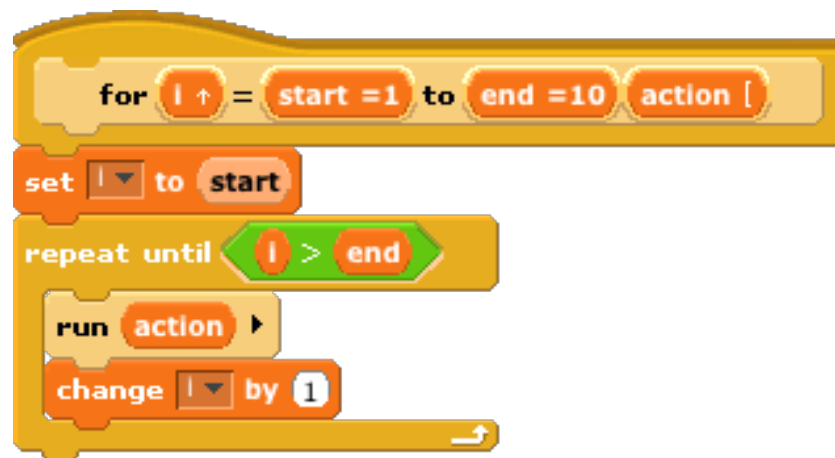 for i ↑ = start =1 to end =10 action [
set i to start
repeat until i > end
run action
change i by 1